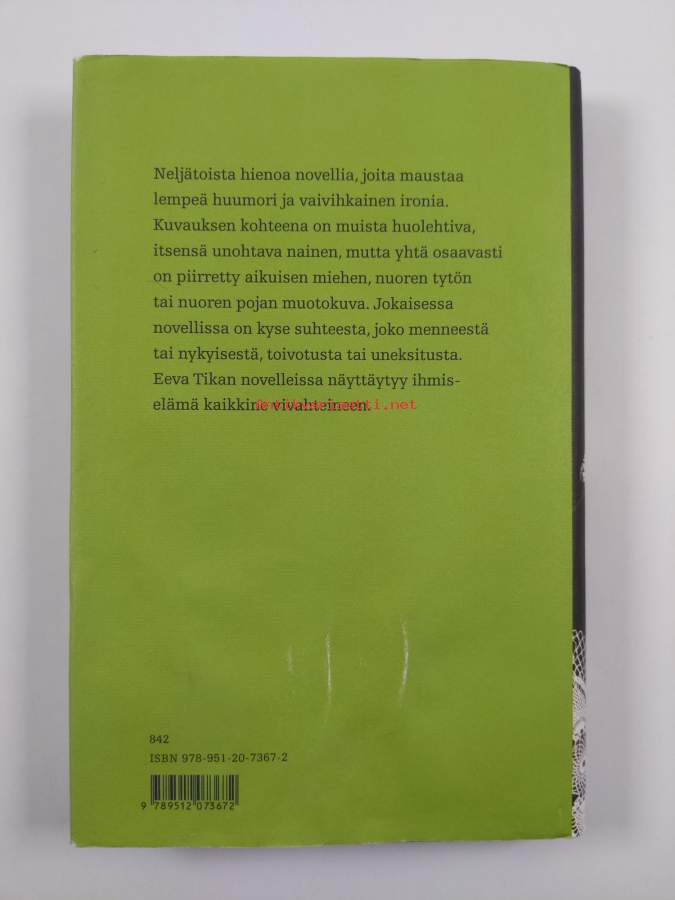 Neljätoista hienoa novellia, joita maustaa
lempeä huumori ja vaivihkainen ironia.
Kuvauksen kohteena on muista huolehtiva,
itsensä unohtava nainen, mutta yhtä osaavasti
on piirretty aikuisen miehen, nuoren tytön
tai nuoren pojan muotokuva. Jokaisessa
novellissa on kyse suhteesta, joko menneestä
tai nykyisestä, toivotusta tai uneksitusta.
Eeva Tikan novelleissa näyttäytyy ihmis-
elämä kaikkine vivahteineen.
842
ISBN 978-951-20-7367-2
9 789512 073672